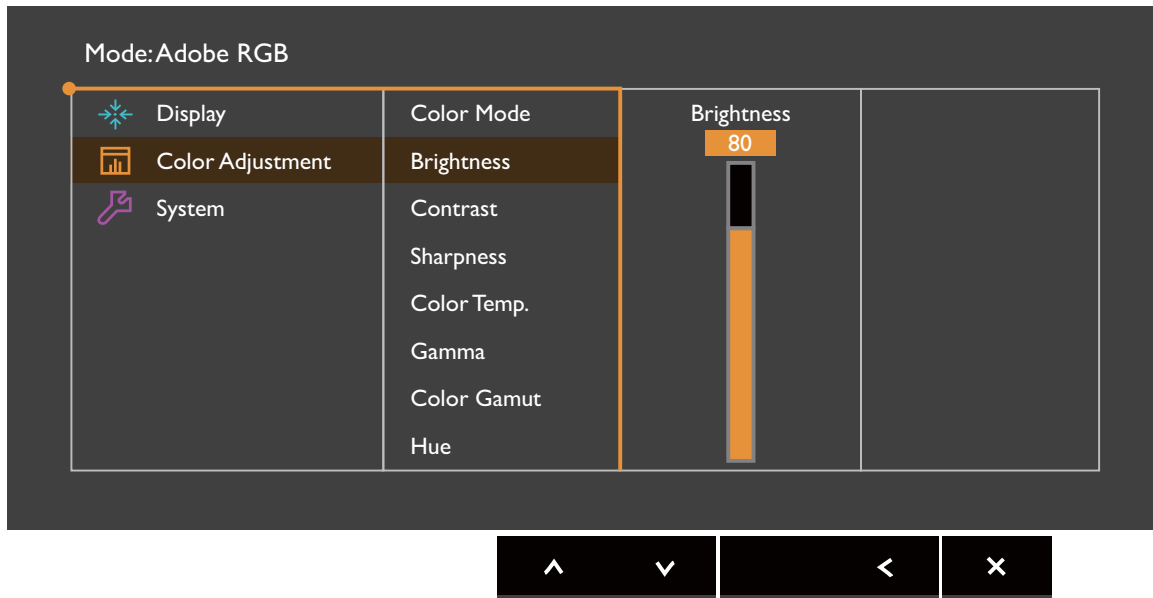 Mode: Adobe RGB
Display
Color Adjustment
System
Color Mode
Brightness
Contrast
Sharpness
Color Temp.
Gamma
Color Gamut
Hue
Brightness
80